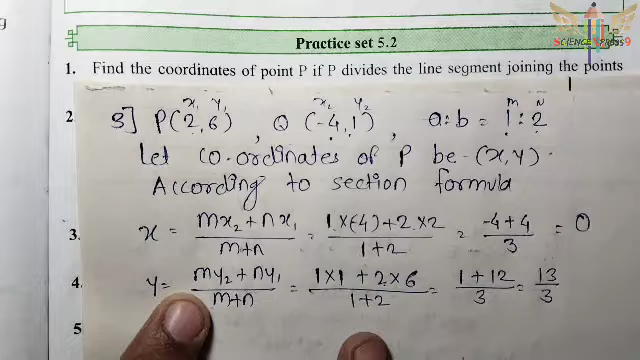 g
SCIENCE XPRESS9
Practice set 5.2
1. Find the coordinates of point P if P divides the line segment joining the points
2
x₁ y₁ x₂ y₂ m n
3] P(2,6) , Q (-4,1) , a:b = 1:2
Let co-ordinates of P be-(x,y).
According to section formula
3.
x = mx₂+nx₁/m+n = 1×(-4)+2×2/1+2 = -4+4/3 = 0
4.
y= my₂+ny₁/m+n = 1×1+2×6/1+2 = 1+12/3 = 13/3
5